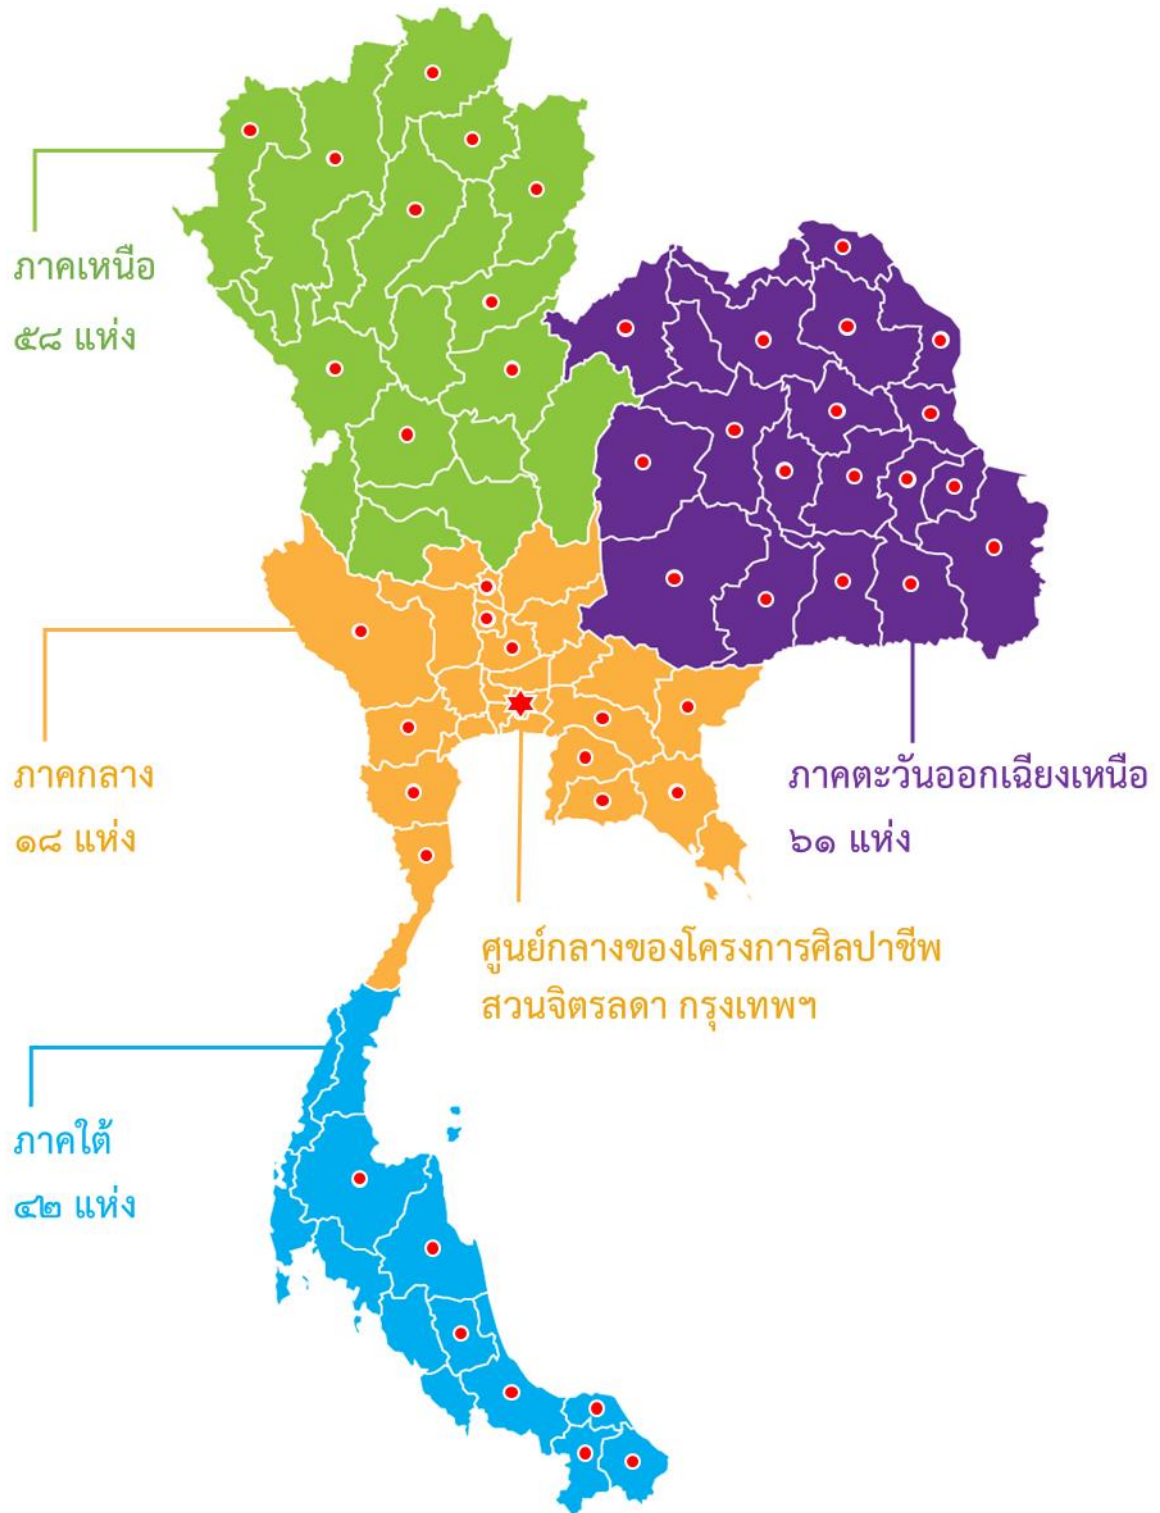 ภาคเหนือ
๕๘ แห่ง
ภาคกลาง
๑๘ แห่ง
ภาคตะวันออกเฉียงเหนือ
๖๑ แห่ง
ศูนย์กลางของโครงการศิลปาชีพ
สวนจิตรลดา กรุงเทพฯ
ภาคใต้
๔๒ แห่ง